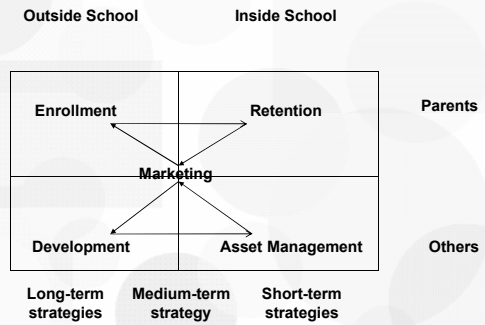 Outside School
Inside School
Enrollment
Retention
Parents
Marketing
Development
Asset Management
Others
Long-term
strategies
Medium-term
strategy
Short-term
strategies